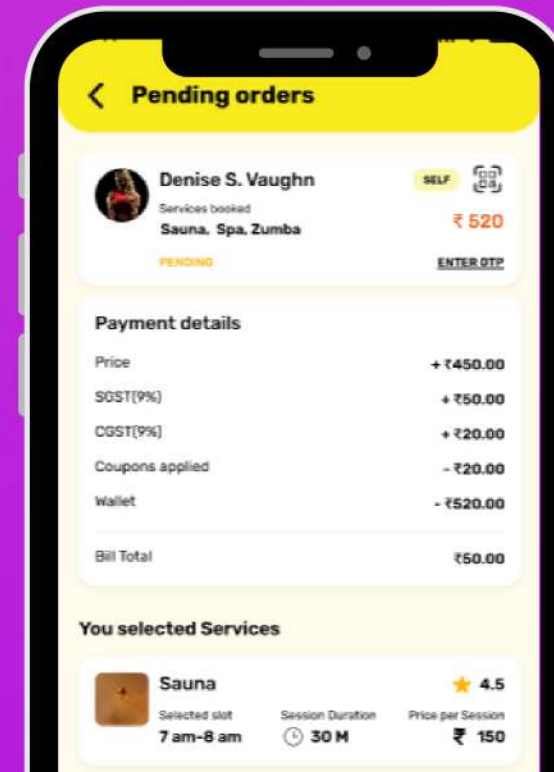 Pending orders
Denise S. Vaughn
SELF
Services booked
₹ 520
Sauna, Spa, Zumba
PENDING
ENTER OTP
Payment details
Price + ₹450.00
SGST(9%) + ₹50.00
CGST(9%) + ₹20.00
Coupons applied - ₹20.00
Wallet - ₹520.00
Bill Total ₹50.00
You selected Services
Sauna 4.5
Selected slot Session Duration Price per Session
7 am-8 am 30 M ₹ 150